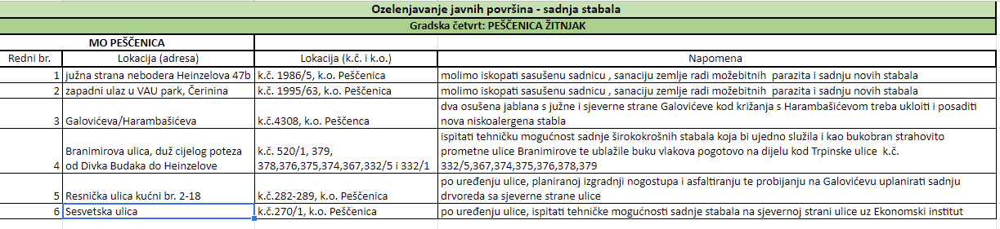 Ozelenjavanje javnih površina - sadnja stabala
Gradska četvrt: PEŠČENICA ŽITNJAK
MO PEŠČENICA
Redni br. Lokacija (adresa) Lokacija (k.č. i k.o.) Napomena
1 južna strana nebodera Heinzelova 47b k.č. 1986/5, k.o. Peščenica molimo iskopati sasušenu sadnicu , sanaciju zemlje radi možebitnih parazita i sadnju novih stabala
2 zapadni ulaz u VAU park, Čerinina k.č. 1995/63, k.o. Peščenica molimo iskopati sasušenu sadnicu , sanaciju zemlje radi možebitnih parazita i sadnju novih stabala
3 Galovićeva/Harambašićeva k.č.4308, k.o. Pešćenca dva osušena jablana s južne i sjeverne strane Galovićeve kod križanja s Harambašićevom treba ukloiti i posaditi
nova niskoalergena stabla
4 Branimirova ulica, duž cijelog poteza
od Divka Budaka do Heinzelove
k.č. 520/1, 379,
378,376,375,374,367,332/5 i 332/1
ispitati tehničku mogućnost sadnje širokokrošnih stabala koja bi ujedno služila i kao bukobran strahovito
prometne ulice Branimirove te ublažile buku vlakova pogotovo na dijelu kod Trpinske ulice k.č.
332/5,367,374,375,376,378,379
5 Resnička ulica kućni br. 2-18 k.č.282-289, k.o. Peščenica po uređenju ulice, planiranoj izgradnji nogostupa i asfaltiranju te probijanju na Galovićevu uplanirati sadnju
drvoreda sa sjeverne strane ulice
6 Sesvetska ulica k.č.270/1, k.o. Peščenica po uređenju ulice, ispitati tehničke mogućnosti sadnje stabala na sjevernoj strani ulice uz Ekonomski institut